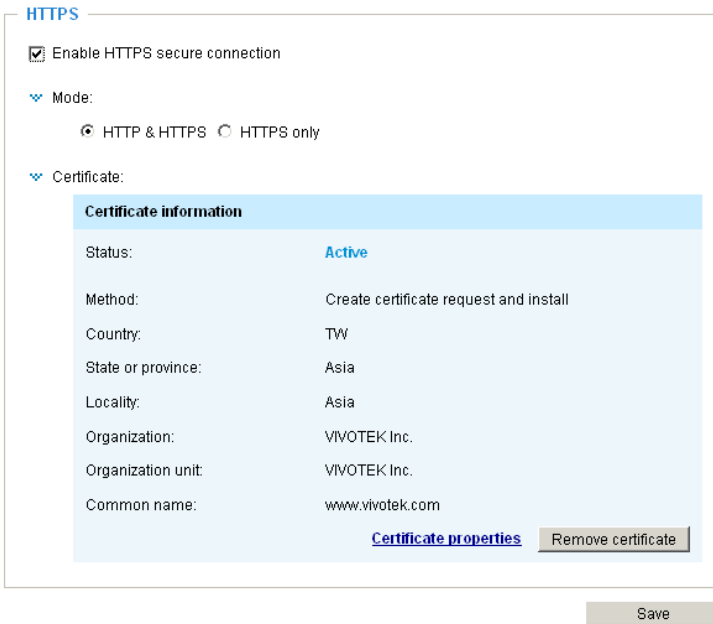 HTTPS
Enable HTTPS secure connection
Mode:
HTTP & HTTPS HTTPS only
Certificate:
Certificate information
Status: Active
Method: Create certificate request and install
Country: TW
State or province: Asia
Locality: Asia
Organization: VIVOTEK Inc.
Organization unit: VIVOTEK Inc.
Common name: www.vivotek.com
Certificate properties Remove certificate
Save